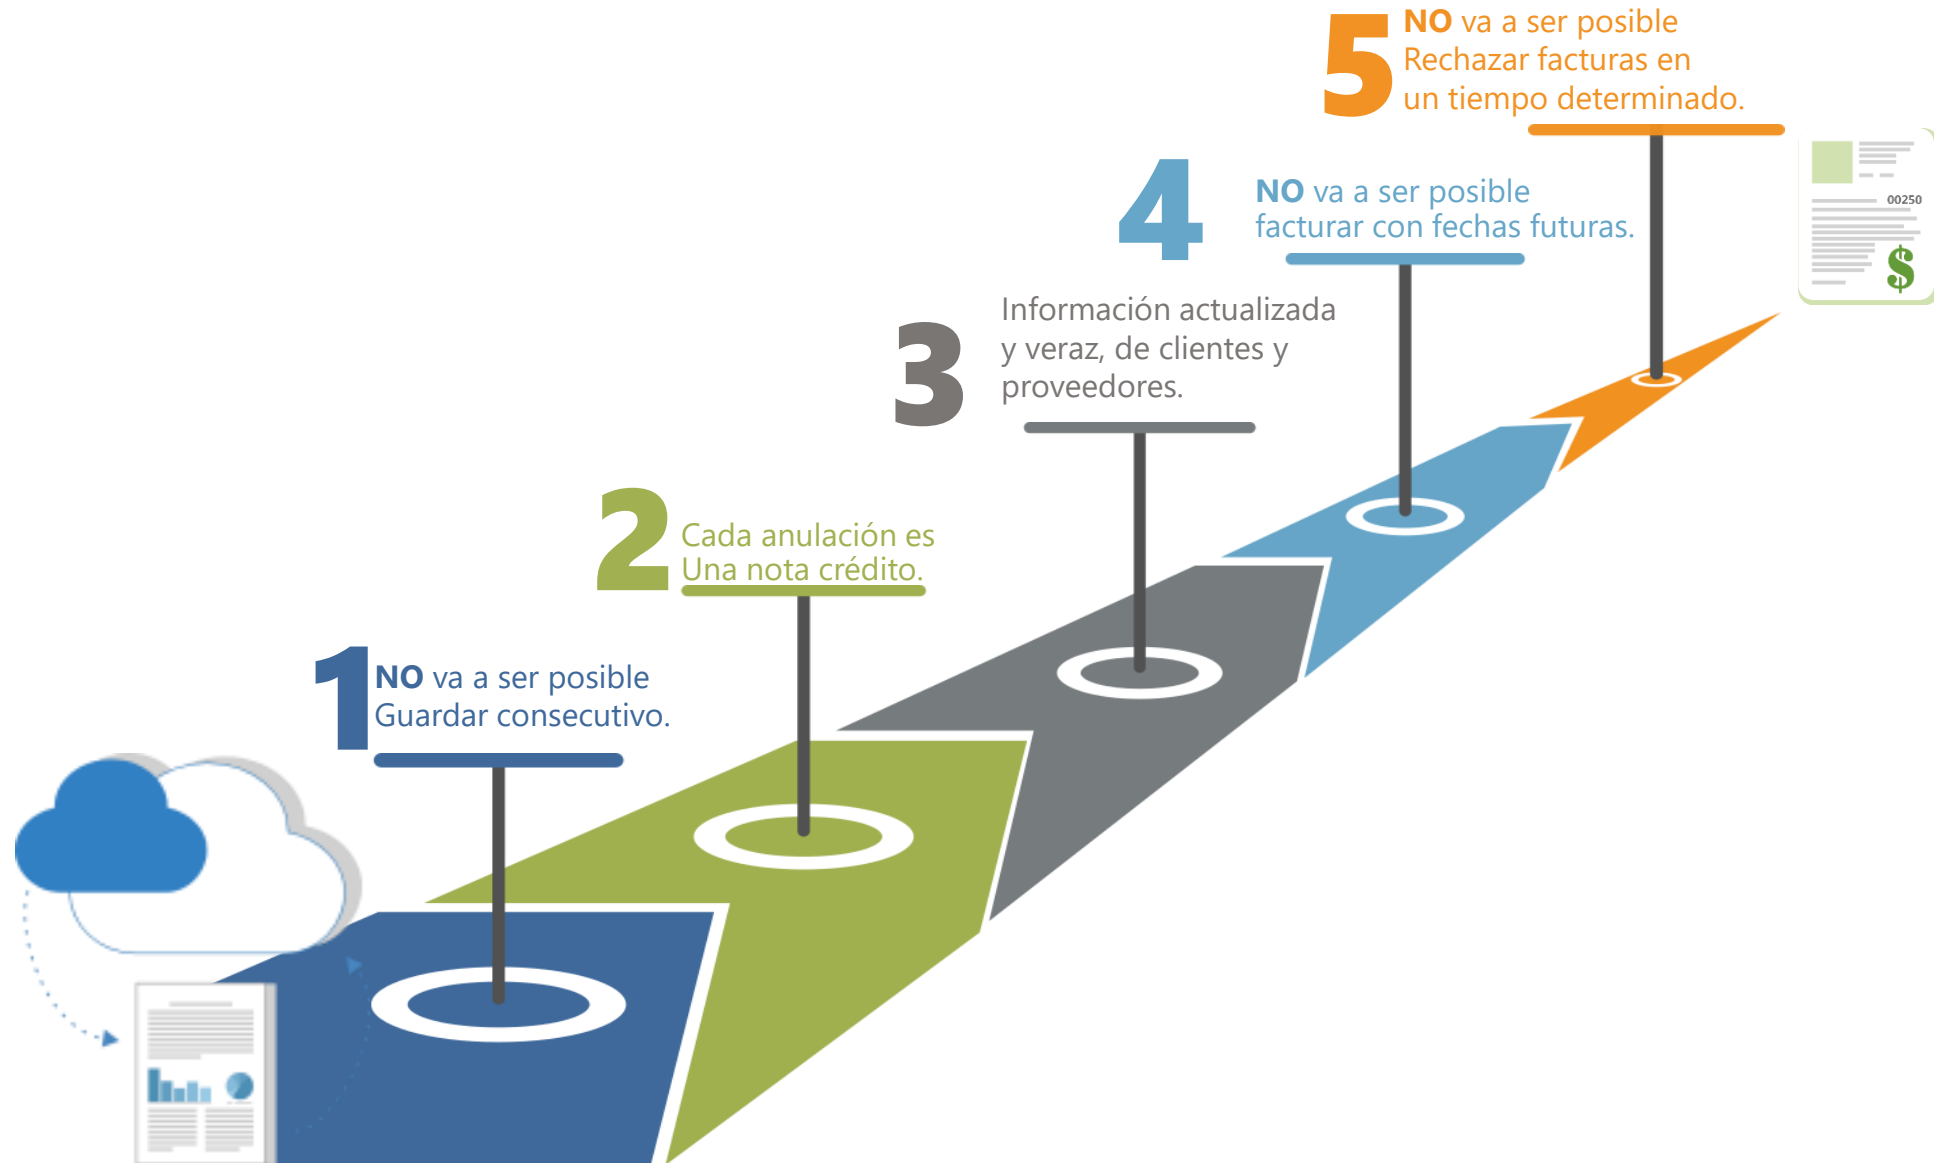 1
NO va a ser posible
Guardar consecutivo.
2
Cada anulación es
Una nota crédito.
3
Información actualizada
y veraz, de clientes y
proveedores.
4
NO va a ser posible
facturar con fechas futuras.
5
NO va a ser posible
Rechazar facturas en
un tiempo determinado.
00250
$